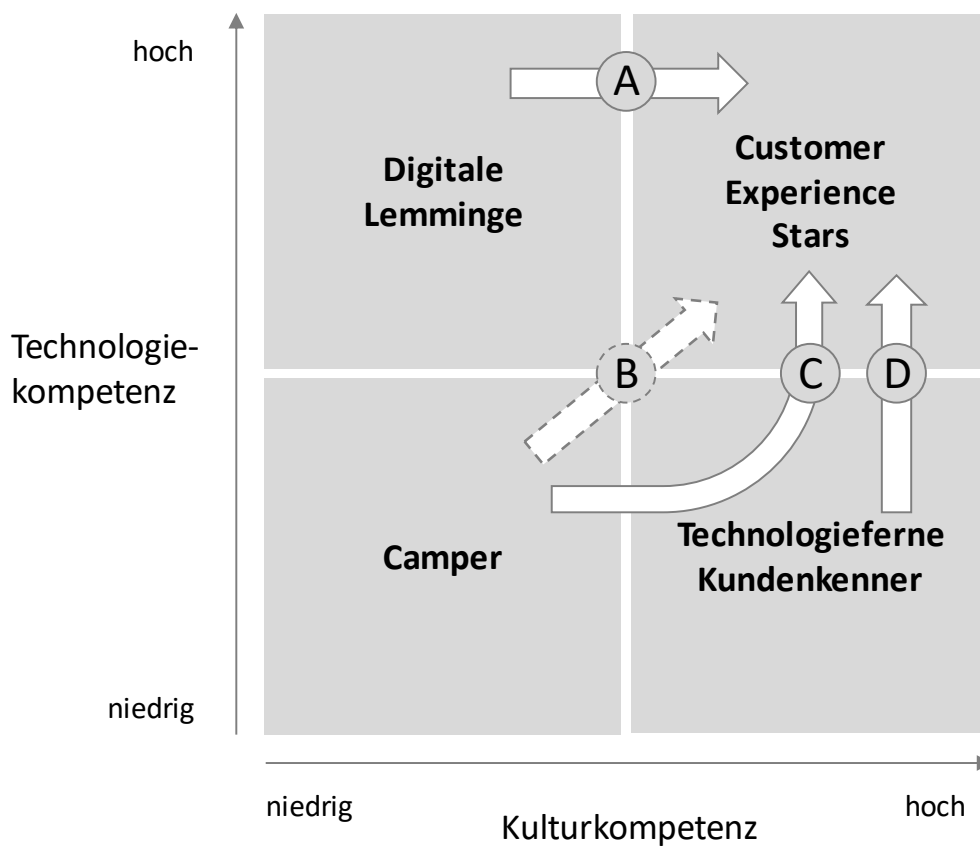 hoch
A
Digitale
Lemminge
Customer
Experience
Stars
Technologie-
kompetenz
B
C
D
Camper
Technologieferne
Kundenkenner
niedrig
niedrig
hoch
Kulturkompetenz